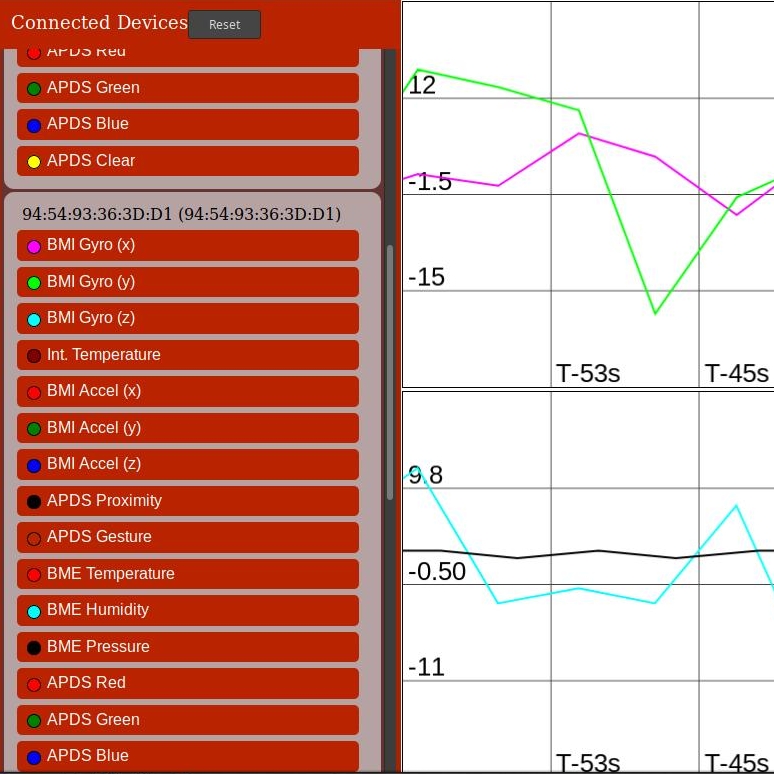 Connected Devices
Reset
APDS Red
APDS Green
APDS Blue
APDS Clear
94:54:93:36:3D:D1 (94:54:93:36:3D:D1)
BMI Gyro (x)
BMI Gyro (y)
BMI Gyro (z)
Int. Temperature
BMI Accel (x)
BMI Accel (y)
BMI Accel (z)
APDS Proximity
APDS Gesture
BME Temperature
BME Humidity
BME Pressure
APDS Red
APDS Green
APDS Blue
12
-1.5
-15
T-53s
T-45s
9.8
-0.50
-11
T-53s
T-45s